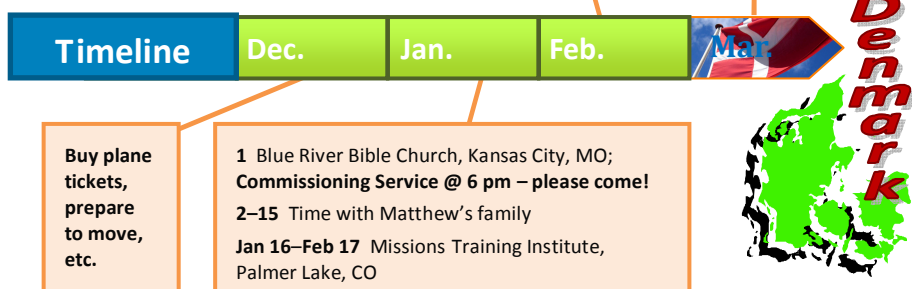 Timeline
Dec.
Jan.
Feb.
Mar.
Denmark
Buy plane
tickets,
prepare
to move,
etc.
1 Blue River Bible Church, Kansas City, MO;
Commissioning Service @ 6 pm – please come!
2–15 Time with Matthew’s family
Jan 16–Feb 17 Missions Training Institute,
Palmer Lake, CO